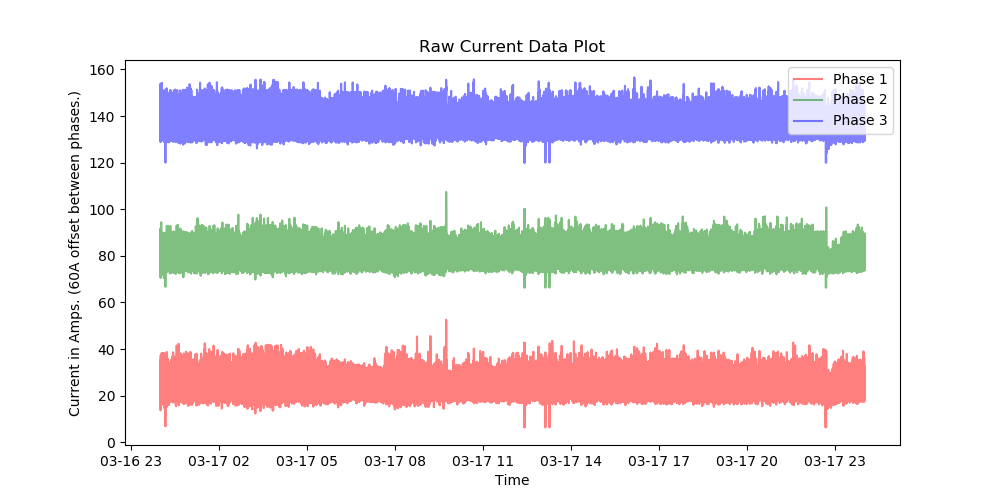 Raw Current Data Plot
Current in Amps. (60A offset between phases.)
160
140
120
100
80
60
40
20
0
Phase 1
Phase 2
Phase 3
03-16 23 03-17 02 03-17 05 03-17 08 03-17 11 03-17 14 03-17 17 03-17 20 03-17 23
Time